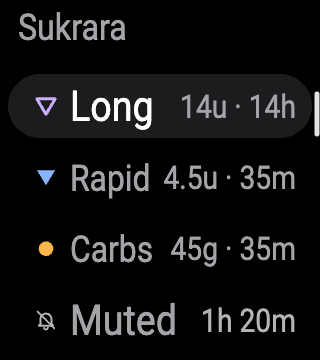 Sukrara
Long 14u · 14h
Rapid 4.5u · 35m
Carbs 45g · 35m
Muted 1h 20m